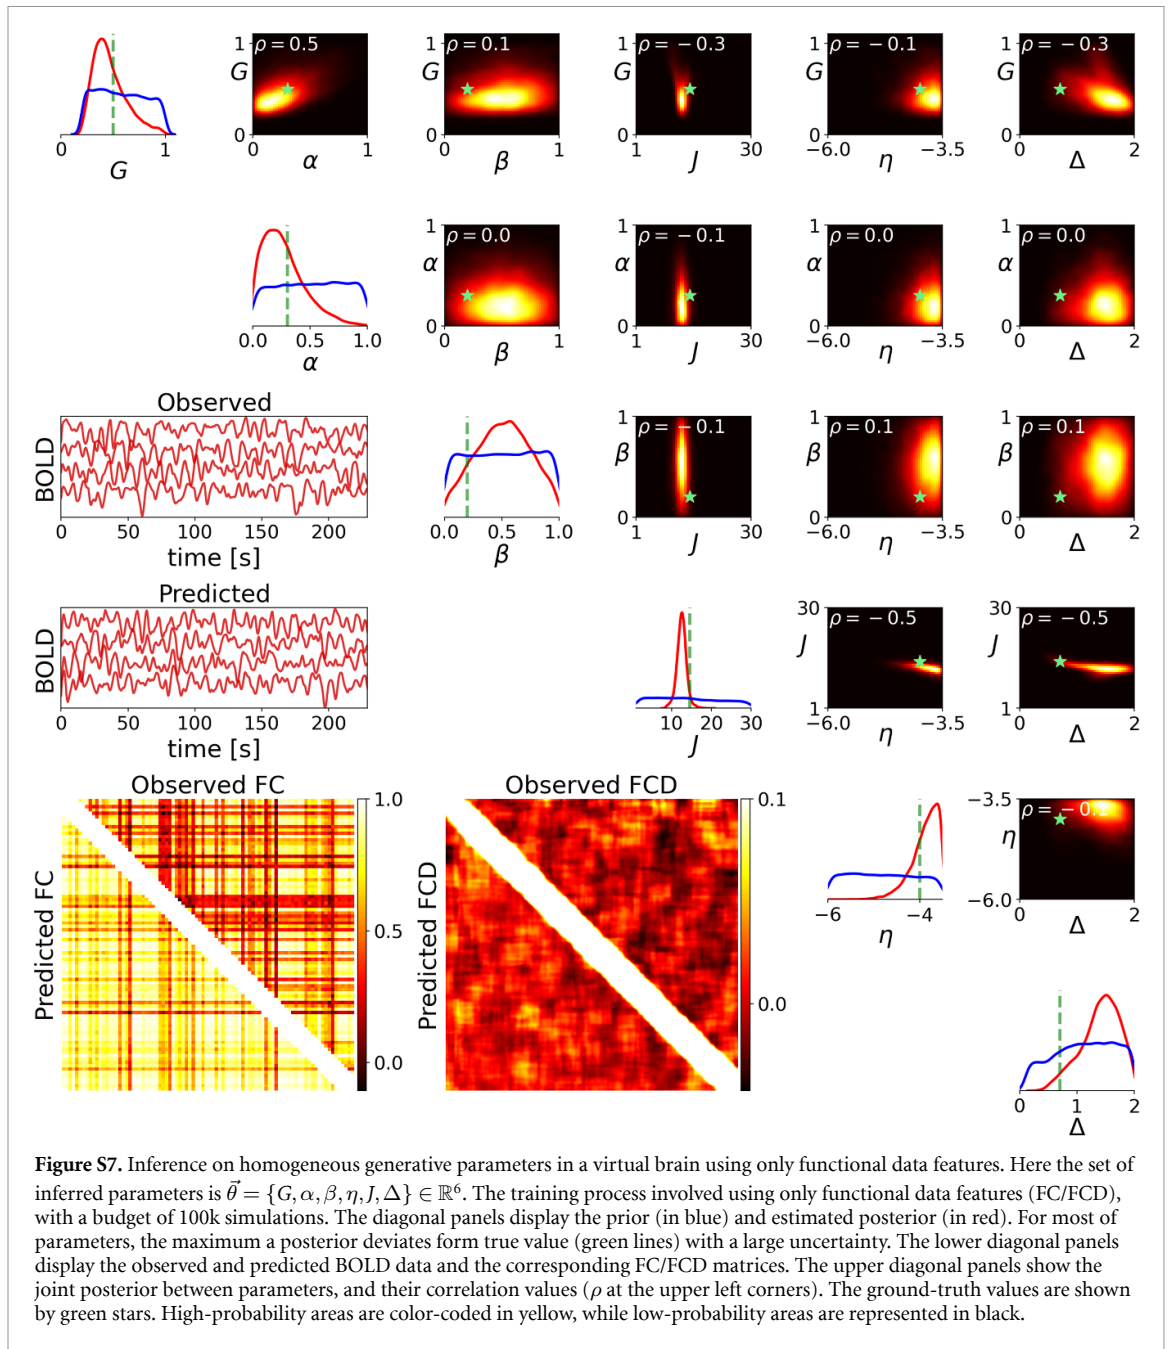 1 ρ = 0.5 1 ρ = 0.1 1 ρ = −0.3 1 ρ = −0.1 1 ρ = −0.3
G G G G G
0 0 0 0 0
0 1 0 1 0 1 1 30 −6.0 −3.5 0 2
G α β J η Δ
1 ρ = 0.0 1 ρ = −0.1 1 ρ = 0.0 1 ρ = 0.0
α α α α
0 0 0 0
0.0 0.5 1.0 0 1 1 30 −6.0 −3.5 0 2
α β J η Δ
Observed
1 ρ = −0.1 1 ρ = 0.1 1 ρ = 0.1
BOLD β β β
0 0 0
0 50 100 150 200 0.0 0.5 1.0 1 30 −6.0 −3.5 0 2
time [s] β J η Δ
Predicted
30 ρ = −0.5 30 ρ = −0.5
BOLD J J
1 1
0 50 100 150 200 10 20 30 −6.0 −3.5 0 2
time [s] J η Δ
Observed FC Observed FCD
1.0 0.1 −3.5 ρ = −0.1
η
Predicted FC 0.5 Predicted FCD −6.0
−6 −4 0 2
η Δ
0.0
0.0
0 1 2
Δ
Figure S7. Inference on homogeneous generative parameters in a virtual brain using only functional data features. Here the set of
inferred parameters is θ⃗ = {G, α, β, η, J, Δ} ∈ ℝ⁶. The training process involved using only functional data features (FC/FCD),
with a budget of 100k simulations. The diagonal panels display the prior (in blue) and estimated posterior (in red). For most of
parameters, the maximum a posterior deviates form true value (green lines) with a large uncertainty. The lower diagonal panels
display the observed and predicted BOLD data and the corresponding FC/FCD matrices. The upper diagonal panels show the
joint posterior between parameters, and their correlation values (ρ at the upper left corners). The ground-truth values are shown
by green stars. High-probability areas are color-coded in yellow, while low-probability areas are represented in black.